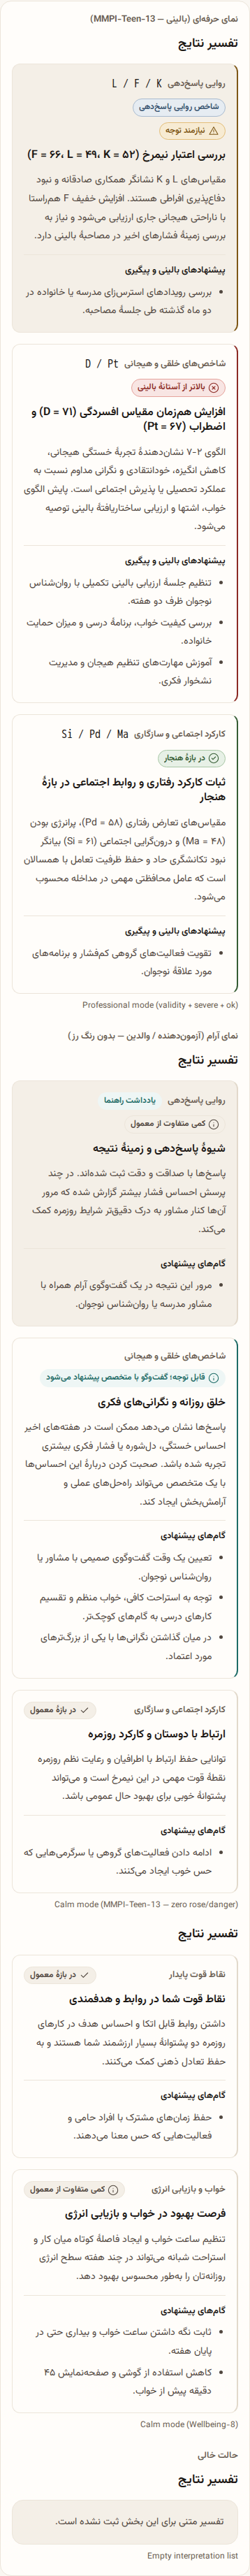 نمای حرفه‌ای (بالینی — MMPI-Teen-13)
تفسیر نتایج
روایی پاسخ‌دهی L / F / K
شاخص روایی پاسخ‌دهی
نیازمند توجه
بررسی اعتبار نیمرخ (F = ۶۶، L = ۴۹، K = ۵۲)
مقیاس‌های L و K نشانگر همکاری صادقانه و نبود
دفاع‌پذیری افراطی هستند. افزایش خفیف F هم‌راستا
با ناراحتی هیجانی جاری ارزیابی می‌شود و نیاز به
بررسی زمینهٔ فشارهای اخیر در مصاحبهٔ بالینی دارد.
پیشنهادهای بالینی و پیگیری
بررسی رویدادهای استرس‌زای مدرسه یا خانواده در
دو ماه گذشته طی جلسهٔ مصاحبه.
شاخص‌های خلقی و هیجانی D / Pt
بالاتر از آستانهٔ بالینی
افزایش هم‌زمان مقیاس افسردگی (D = ۷۱) و
اضطراب (Pt = ۶۷)
الگوی ۲-۷ نشان‌دهندهٔ تجربهٔ خستگی هیجانی،
کاهش انگیزه، خودانتقادی و نگرانی مداوم نسبت به
عملکرد تحصیلی یا پذیرش اجتماعی است. پایش الگوی
خواب، اشتها و ارزیابی ساختاریافتهٔ بالینی توصیه
می‌شود.
پیشنهادهای بالینی و پیگیری
تنظیم جلسهٔ ارزیابی بالینی تکمیلی با روان‌شناس
نوجوان ظرف دو هفته.
بررسی کیفیت خواب، برنامهٔ درسی و میزان حمایت
خانواده.
آموزش مهارت‌های تنظیم هیجان و مدیریت
نشخوار فکری.
کارکرد اجتماعی و سازگاری Si / Pd / Ma
در بازهٔ هنجار
ثبات کارکرد رفتاری و روابط اجتماعی در بازهٔ
هنجار
مقیاس‌های تعارض رفتاری (Pd = ۵۸)، پرانرژی بودن
(Ma = ۴۸) و درون‌گرایی اجتماعی (Si = ۶۱) بیانگر
نبود تکانشگری حاد و حفظ ظرفیت تعامل با همسالان
است که عامل محافظتی مهمی در مداخله محسوب
می‌شود.
پیشنهادهای بالینی و پیگیری
تقویت فعالیت‌های گروهی کم‌فشار و برنامه‌های
مورد علاقهٔ نوجوان.
Professional mode (validity + severe + ok)
نمای آرام (آزمون‌دهنده / والدین — بدون رنگ رز)
تفسیر نتایج
روایی پاسخ‌دهی یادداشت راهنما
کمی متفاوت از معمول
شیوهٔ پاسخ‌دهی و زمینهٔ نتیجه
پاسخ‌ها با صداقت و دقت ثبت شده‌اند. در چند
پرسش احساس فشار بیشتر گزارش شده که مرور
آن‌ها کنار مشاور به درک دقیق‌تر شرایط روزمره کمک
می‌کند.
گام‌های پیشنهادی
مرور این نتیجه در یک گفت‌وگوی آرام همراه با
مشاور مدرسه یا روان‌شناس نوجوان.
شاخص‌های خلقی و هیجانی
قابل توجه؛ گفت‌وگو با متخصص پیشنهاد می‌شود
خلق روزانه و نگرانی‌های فکری
پاسخ‌ها نشان می‌دهد ممکن است در هفته‌های اخیر
احساس خستگی، دل‌شوره یا فشار فکری بیشتری
تجربه شده باشد. صحبت کردن دربارهٔ این احساس‌ها
با یک متخصص می‌تواند راه‌حل‌های عملی و
آرامش‌بخش ایجاد کند.
گام‌های پیشنهادی
تعیین یک وقت گفت‌وگوی صمیمی با مشاور یا
روان‌شناس نوجوان.
توجه به استراحت کافی، خواب منظم و تقسیم
کارهای درسی به گام‌های کوچک‌تر.
در میان گذاشتن نگرانی‌ها با یکی از بزرگ‌ترهای
مورد اعتماد.
کارکرد اجتماعی و سازگاری در بازهٔ معمول
ارتباط با دوستان و کارکرد روزمره
توانایی حفظ ارتباط با اطرافیان و رعایت نظم روزمره
نقطهٔ قوت مهمی در این نیمرخ است و می‌تواند
پشتوانهٔ خوبی برای بهبود حال عمومی باشد.
گام‌های پیشنهادی
ادامه دادن فعالیت‌های گروهی یا سرگرمی‌هایی که
حس خوب ایجاد می‌کنند.
Calm mode (MMPI-Teen-13 — zero rose/danger)
تفسیر نتایج
نقاط قوت پایدار در بازهٔ معمول
نقاط قوت شما در روابط و هدفمندی
داشتن روابط قابل اتکا و احساس هدف در کارهای
روزمره دو پشتوانهٔ بسیار ارزشمند شما هستند و به
حفظ تعادل ذهنی کمک می‌کنند.
گام‌های پیشنهادی
حفظ زمان‌های مشترک با افراد حامی و
فعالیت‌هایی که حس معنا می‌دهند.
خواب و بازیابی انرژی کمی متفاوت از معمول
فرصت بهبود در خواب و بازیابی انرژی
تنظیم ساعت خواب و ایجاد فاصلهٔ کوتاه میان کار و
استراحت شبانه می‌تواند در چند هفته سطح انرژی
روزانه‌تان را به‌طور محسوس بهبود دهد.
گام‌های پیشنهادی
ثابت نگه داشتن ساعت خواب و بیداری حتی در
پایان هفته.
کاهش استفاده از گوشی و صفحه‌نمایش ۴۵
دقیقه پیش از خواب.
Calm mode (Wellbeing-8)
حالت خالی
تفسیر نتایج
تفسیر متنی برای این بخش ثبت نشده است.
Empty interpretation list